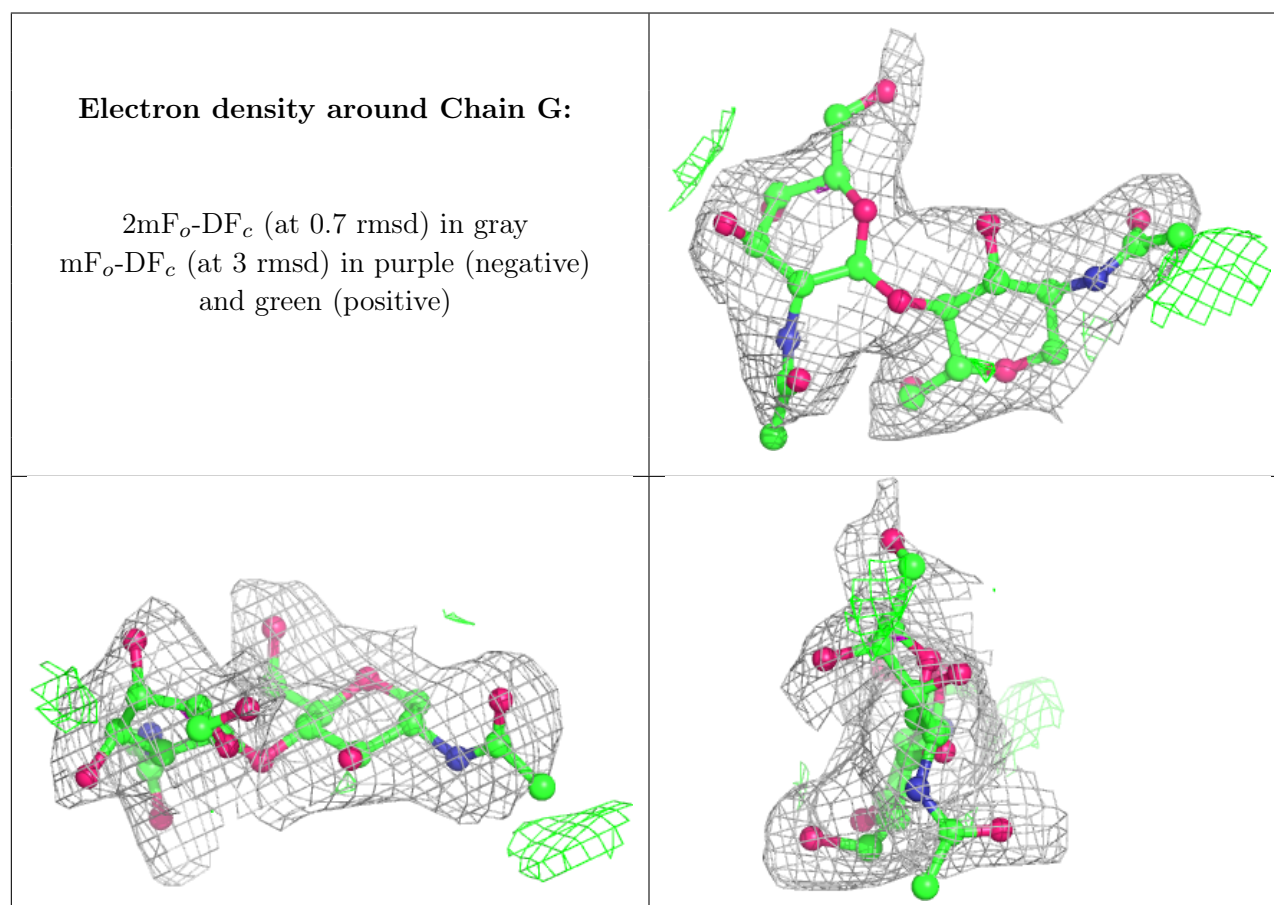 Electron density around Chain G:
2mFₒ-DF𝒸 (at 0.7 rmsd) in gray
mFₒ-DF𝒸 (at 3 rmsd) in purple (negative)
and green (positive)